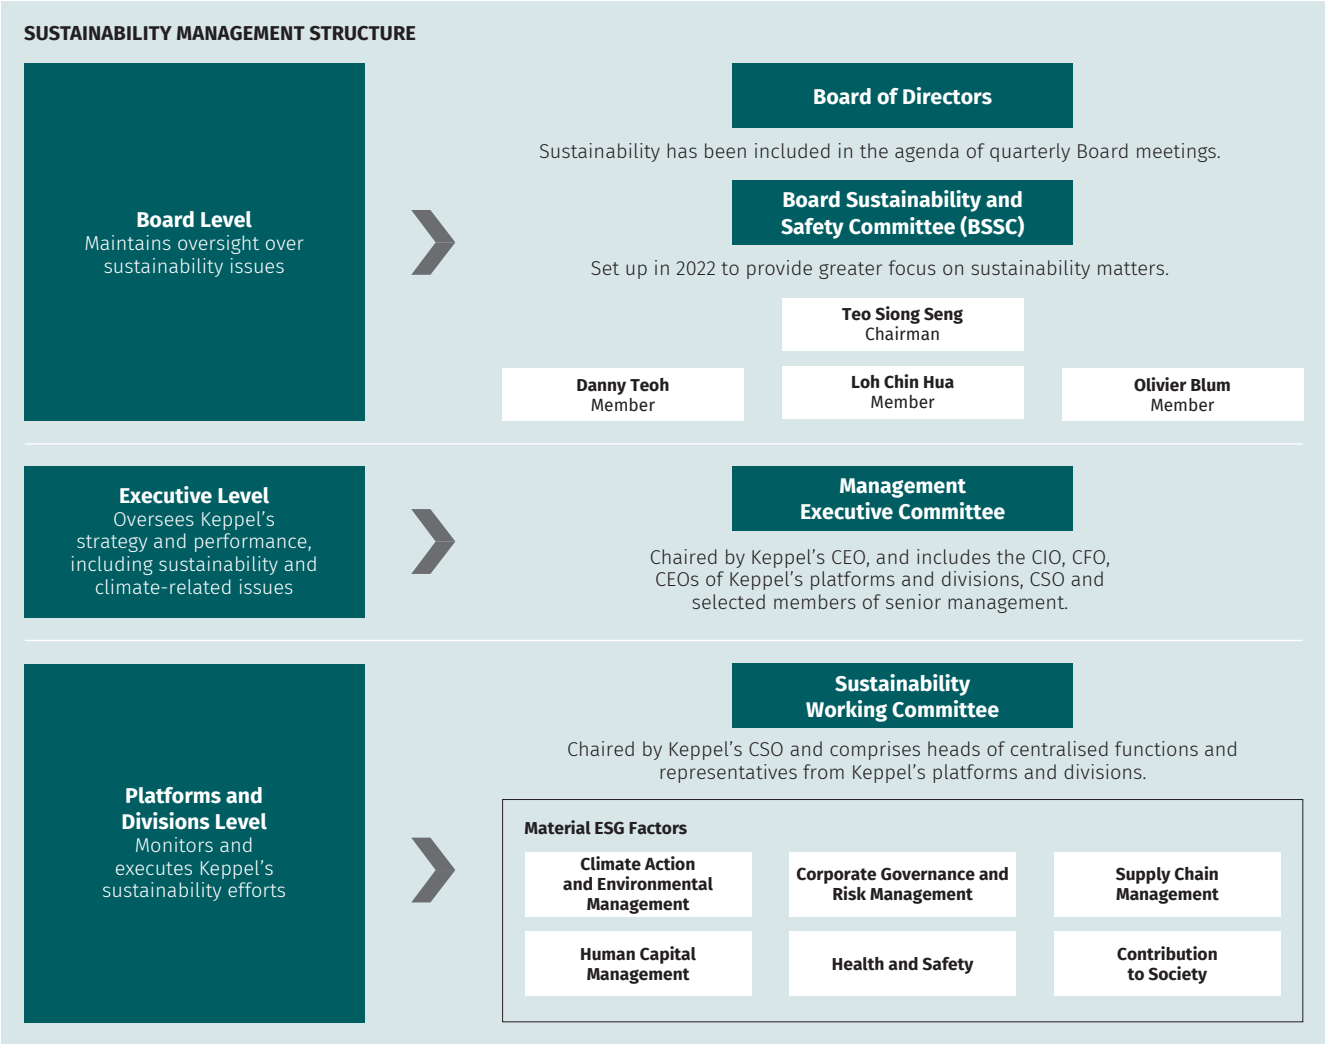 SUSTAINABILITY MANAGEMENT STRUCTURE
Board Level
Maintains oversight over
sustainability issues
Board of Directors
Sustainability has been included in the agenda of quarterly Board meetings.
Board Sustainability and
Safety Committee (BSSC)
Set up in 2022 to provide greater focus on sustainability matters.
Teo Siong Seng
Chairman
Danny Teoh
Member
Loh Chin Hua
Member
Olivier Blum
Member
Executive Level
Oversees Keppel’s
strategy and performance,
including sustainability and
climate-related issues
Management
Executive Committee
Chaired by Keppel’s CEO, and includes the CIO, CFO,
CEOs of Keppel’s platforms and divisions, CSO and
selected members of senior management.
Platforms and
Divisions Level
Monitors and
executes Keppel’s
sustainability efforts
Sustainability
Working Committee
Chaired by Keppel’s CSO and comprises heads of centralised functions and
representatives from Keppel’s platforms and divisions.
Material ESG Factors
Climate Action
and Environmental
Management
Corporate Governance and
Risk Management
Supply Chain
Management
Human Capital
Management
Health and Safety
Contribution
to Society